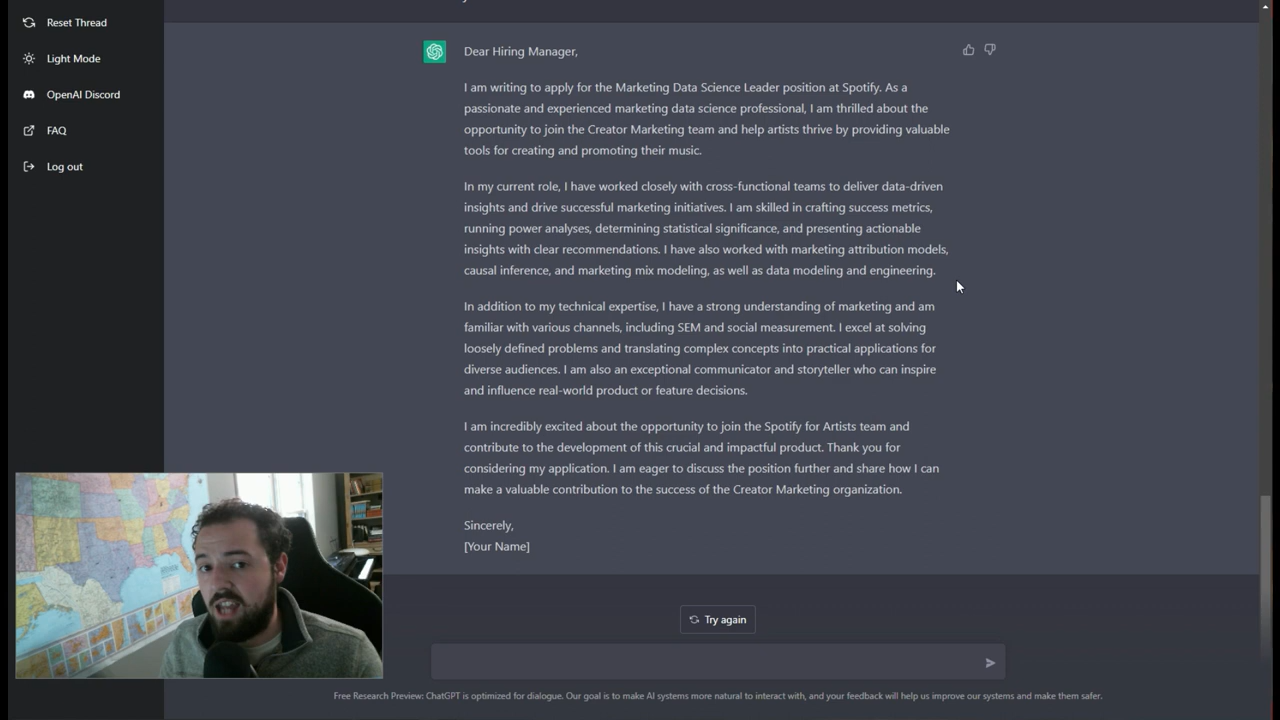 Reset Thread
Light Mode
OpenAI Discord
FAQ
Log out
Dear Hiring Manager,
I am writing to apply for the Marketing Data Science Leader position at Spotify. As a
passionate and experienced marketing data science professional, I am thrilled about the
opportunity to join the Creator Marketing team and help artists thrive by providing valuable
tools for creating and promoting their music.
In my current role, I have worked closely with cross-functional teams to deliver data-driven
insights and drive successful marketing initiatives. I am skilled in crafting success metrics,
running power analyses, determining statistical significance, and presenting actionable
insights with clear recommendations. I have also worked with marketing attribution models,
causal inference, and marketing mix modeling, as well as data modeling and engineering.
In addition to my technical expertise, I have a strong understanding of marketing and am
familiar with various channels, including SEM and social measurement. I excel at solving
loosely defined problems and translating complex concepts into practical applications for
diverse audiences. I am also an exceptional communicator and storyteller who can inspire
and influence real-world product or feature decisions.
I am incredibly excited about the opportunity to join the Spotify for Artists team and
contribute to the development of this crucial and impactful product. Thank you for
considering my application. I am eager to discuss the position further and share how I can
make a valuable contribution to the success of the Creator Marketing organization.
Sincerely,
[Your Name]
Try again
Free Research Preview: ChatGPT is optimized for dialogue. Our goal is to make AI systems more natural to interact with, and your feedback will help us improve our systems and make them safer.